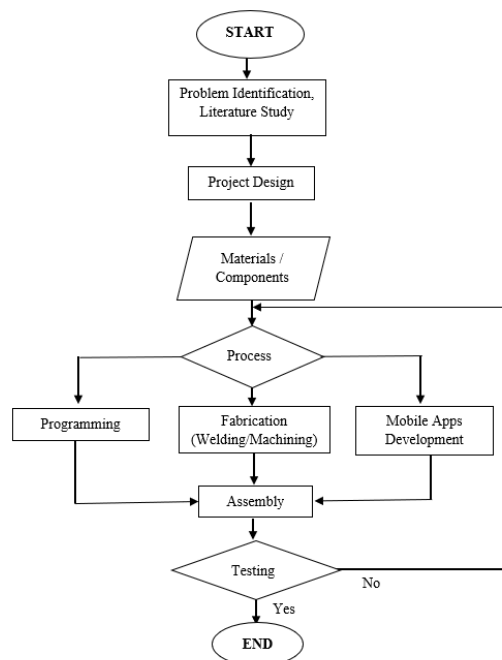 START
Problem Identification,
Literature Study
Project Design
Materials /
Components
Process
Programming
Fabrication
(Welding/Machining)
Mobile Apps
Development
Assembly
Testing
No
Yes
END